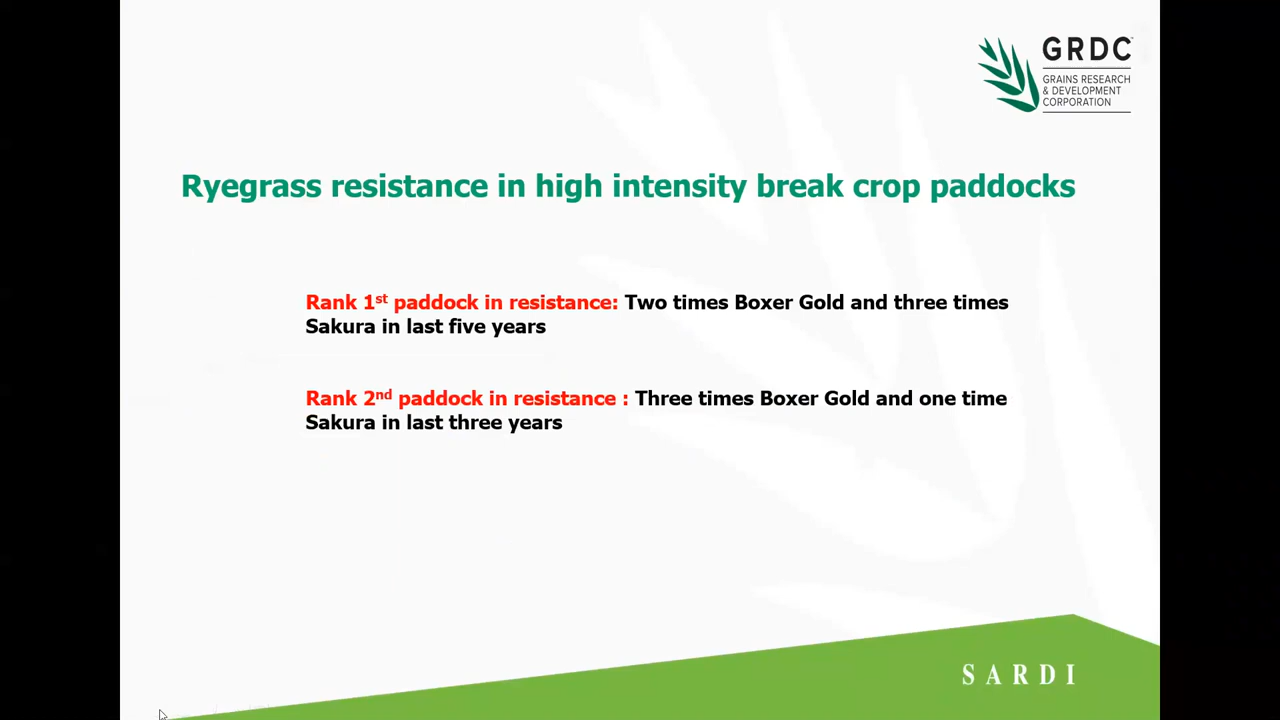 GRDC
GRAINS RESEARCH
& DEVELOPMENT
CORPORATION
Ryegrass resistance in high intensity break crop paddocks
Rank 1st paddock in resistance: Two times Boxer Gold and three times
Sakura in last five years
Rank 2nd paddock in resistance : Three times Boxer Gold and one time
Sakura in last three years
SARDI